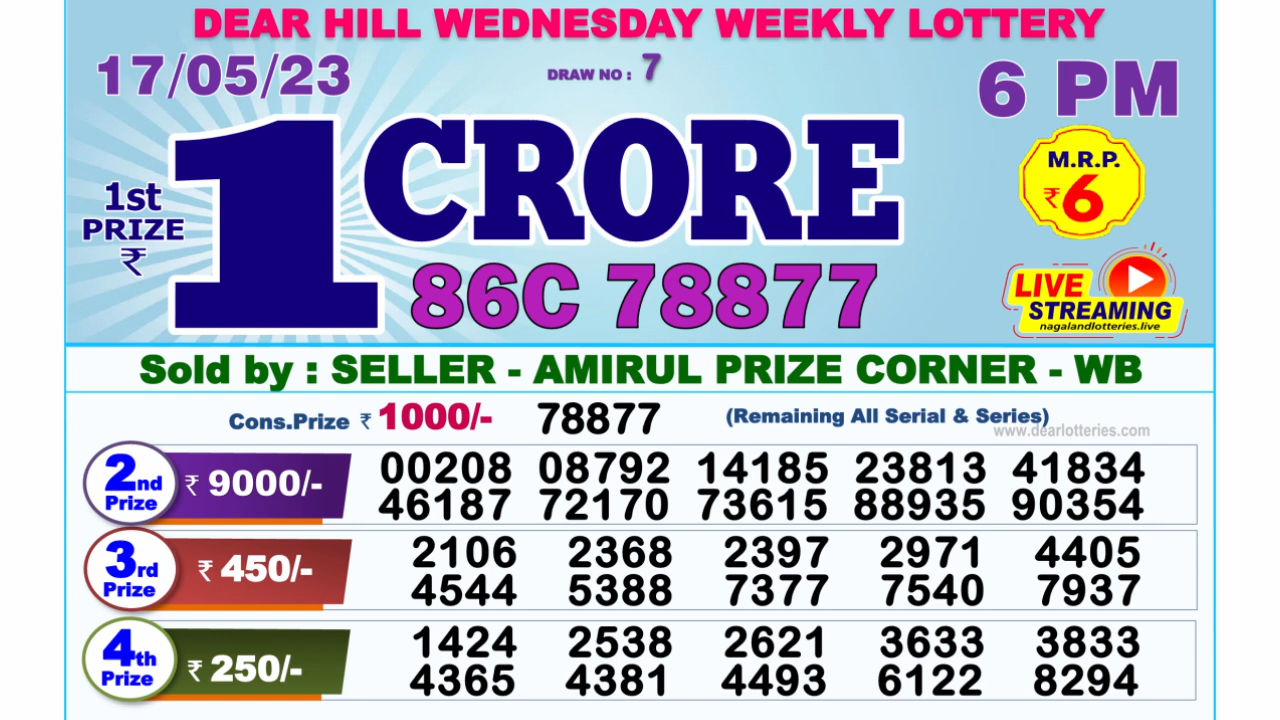 DEAR HILL WEDNESDAY WEEKLY LOTTERY
17/05/23
DRAW NO : 7
6 PM
1st
PRIZE
₹
1 CRORE
M.R.P.
₹6
86C 78877
LIVE
STREAMING
nagalandlotteries.live
Sold by : SELLER - AMIRUL PRIZE CORNER - WB
Cons.Prize ₹ 1000/- 78877 (Remaining All Serial & Series)
www.dearlotteries.com
2nd
Prize
₹ 9000/-
00208 08792 14185 23813 41834
46187 72170 73615 88935 90354
3rd
Prize
₹ 450/-
2106 2368 2397 2971 4405
4544 5388 7377 7540 7937
4th
Prize
₹ 250/-
1424 2538 2621 3633 3833
4365 4381 4493 6122 8294